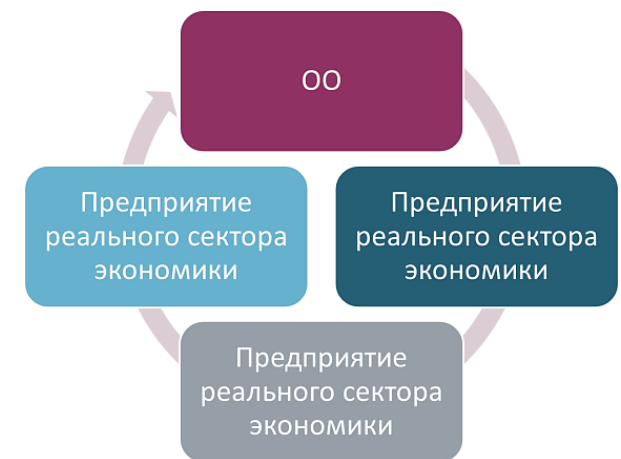 ОО
Предприятие
реального сектора
экономики
Предприятие
реального сектора
экономики
Предприятие
реального сектора
экономики